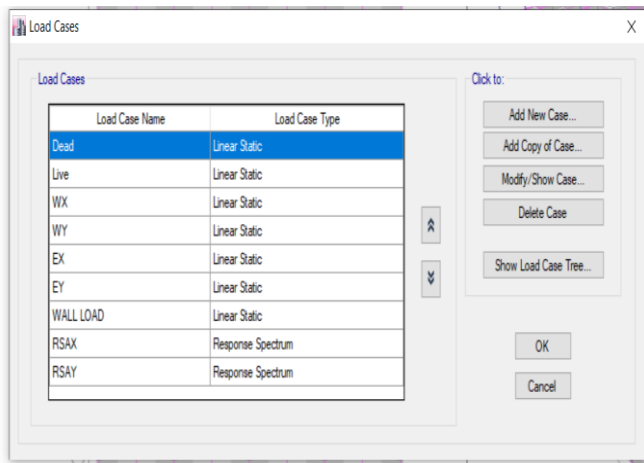 Load Cases
X
Load Cases
Click to:
Load Case Name Load Case Type
Dead Linear Static
Live Linear Static
WX Linear Static
WY Linear Static
EX Linear Static
EY Linear Static
WALL LOAD Linear Static
RSAX Response Spectrum
RSAY Response Spectrum
Add New Case...
Add Copy of Case...
Modify/Show Case...
Delete Case
Show Load Case Tree...
OK
Cancel